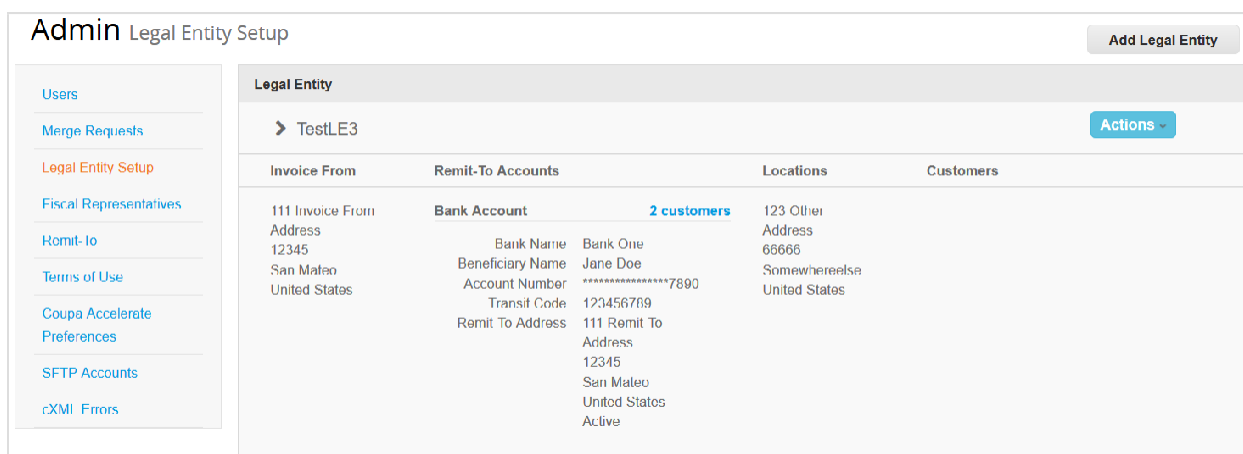 Admin Legal Entity Setup
Add Legal Entity
Users
Merge Requests
Legal Entity Setup
Fiscal Representatives
Remit-To
Terms of Use
Coupa Accelerate
Preferences
SFTP Accounts
cXML Errors
Legal Entity
TestLE3
Actions
Invoice From
Remit-To Accounts
Locations
Customers
111 Invoice From
Address
12345
San Mateo
United States
Bank Account 2 customers
Bank Name Bank One
Beneficiary Name Jane Doe
Account Number ****************7890
Transit Code 123456789
Remit To Address 111 Remit To
Address
12345
San Mateo
United States
Active
123 Other
Address
66666
Somewhereelse
United States